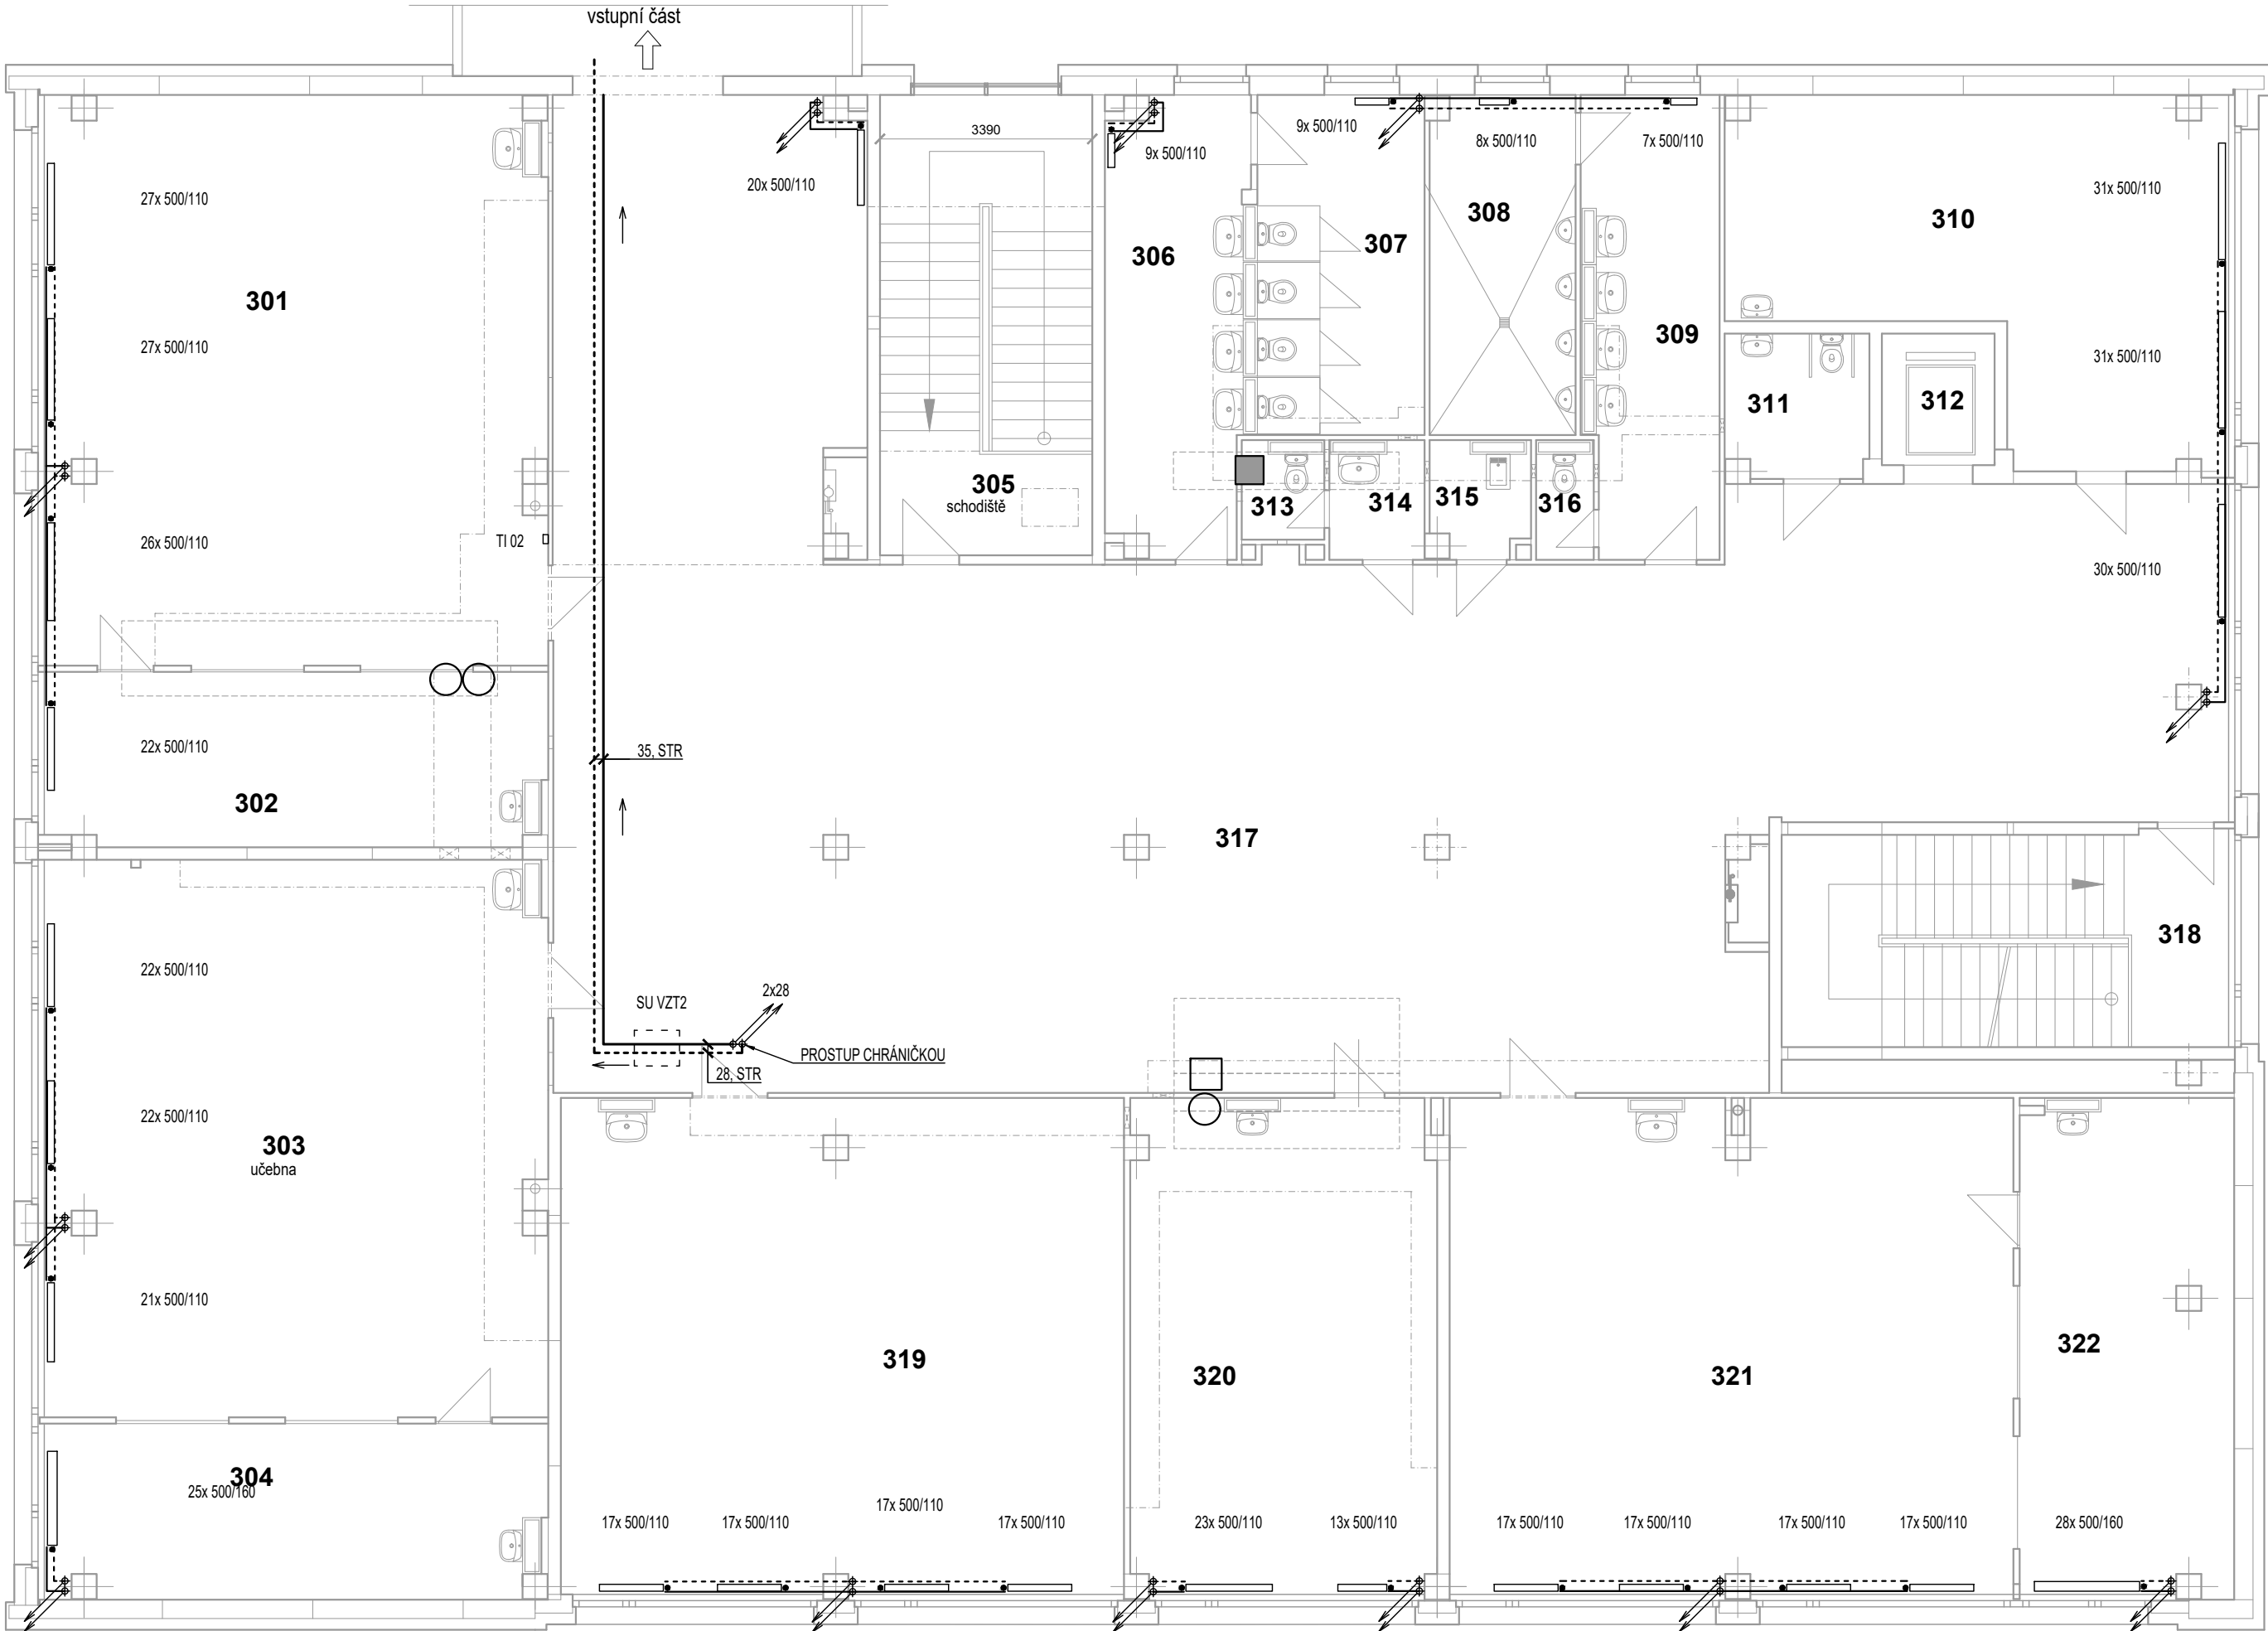 vstupní část
3390
9x 500/110
8x 500/110
7x 500/110
9x 500/110
20x 500/110
27x 500/110
31x 500/110
308
310
307
306
301
309
27x 500/110
31x 500/110
311
312
305
schodiště
313
314
315
316
TI 02
26x 500/110
30x 500/110
22x 500/110
35, STR
302
317
318
22x 500/110
SU VZT2
2x28
PROSTUP CHRÁNIČKOU
28, STR
22x 500/110
303
učebna
21x 500/110
319
320
321
322
304
25x 500/160
17x 500/110
17x 500/110
17x 500/110
17x 500/110
23x 500/110
13x 500/110
17x 500/110
17x 500/110
17x 500/110
17x 500/110
28x 500/160